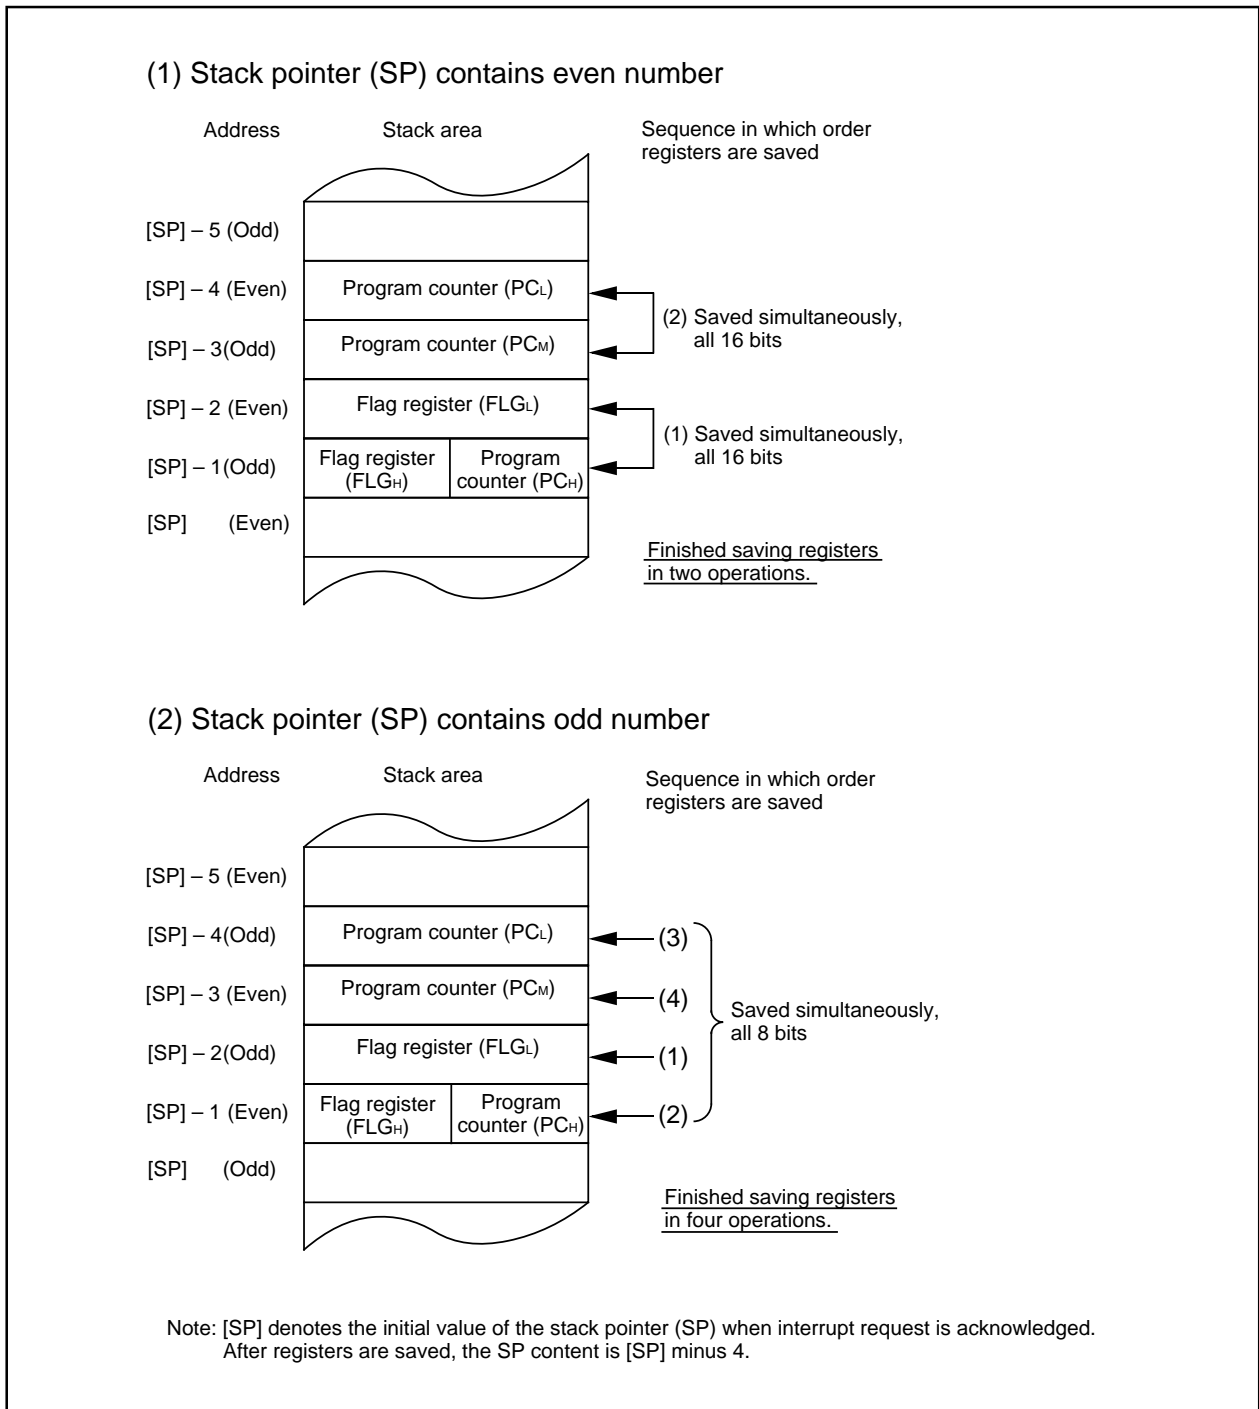 (1) Stack pointer (SP) contains even number
Address Stack area Sequence in which order
registers are saved
[SP] – 5 (Odd)
[SP] – 4 (Even) Program counter (PCL)
(2) Saved simultaneously,
all 16 bits
[SP] – 3(Odd) Program counter (PCM)
[SP] – 2 (Even) Flag register (FLGL)
(1) Saved simultaneously,
all 16 bits
[SP] – 1(Odd) Flag register Program
(FLGH) counter (PCH)
[SP] (Even)
Finished saving registers
in two operations.
(2) Stack pointer (SP) contains odd number
Address Stack area Sequence in which order
registers are saved
[SP] – 5 (Even)
[SP] – 4(Odd) Program counter (PCL) (3)
[SP] – 3 (Even) Program counter (PCM) (4)
Saved simultaneously,
all 8 bits
[SP] – 2(Odd) Flag register (FLGL) (1)
[SP] – 1 (Even) Flag register Program (2)
(FLGH) counter (PCH)
[SP] (Odd)
Finished saving registers
in four operations.
Note: [SP] denotes the initial value of the stack pointer (SP) when interrupt request is acknowledged.
After registers are saved, the SP content is [SP] minus 4.